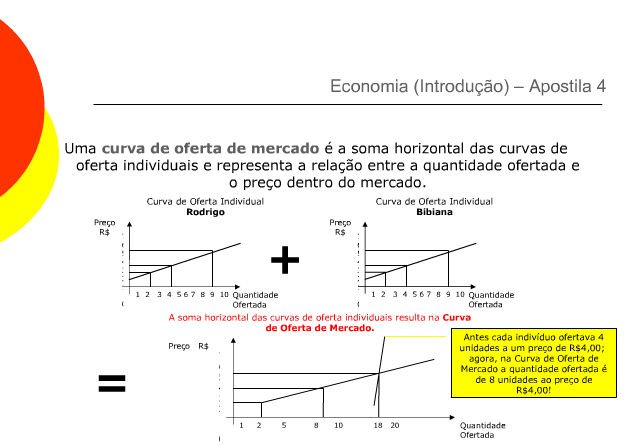 Economia (Introdução) – Apostila 4
Uma curva de oferta de mercado é a soma horizontal das curvas de
oferta individuais e representa a relação entre a quantidade ofertada e
o preço dentro do mercado.
Curva de Oferta Individual
Rodrigo
Curva de Oferta Individual
Bibiana
Preço
R$
Preço
R$
+
1 2 3 4 5 6 7 8 9 10 Quantidade
Ofertada
1 2 3 4 5 6 7 8 9 10 Quantidade
Ofertada
A soma horizontal das curvas de oferta individuais resulta na Curva
de Oferta de Mercado.
Preço R$
=
Antes cada indivíduo ofertava 4
unidades a um preço de R$4,00;
agora, na Curva de Oferta de
Mercado a quantidade ofertada é
de 8 unidades ao preço de
R$4,00!
1 2 5 8 10 18 20 Quantidade
Ofertada